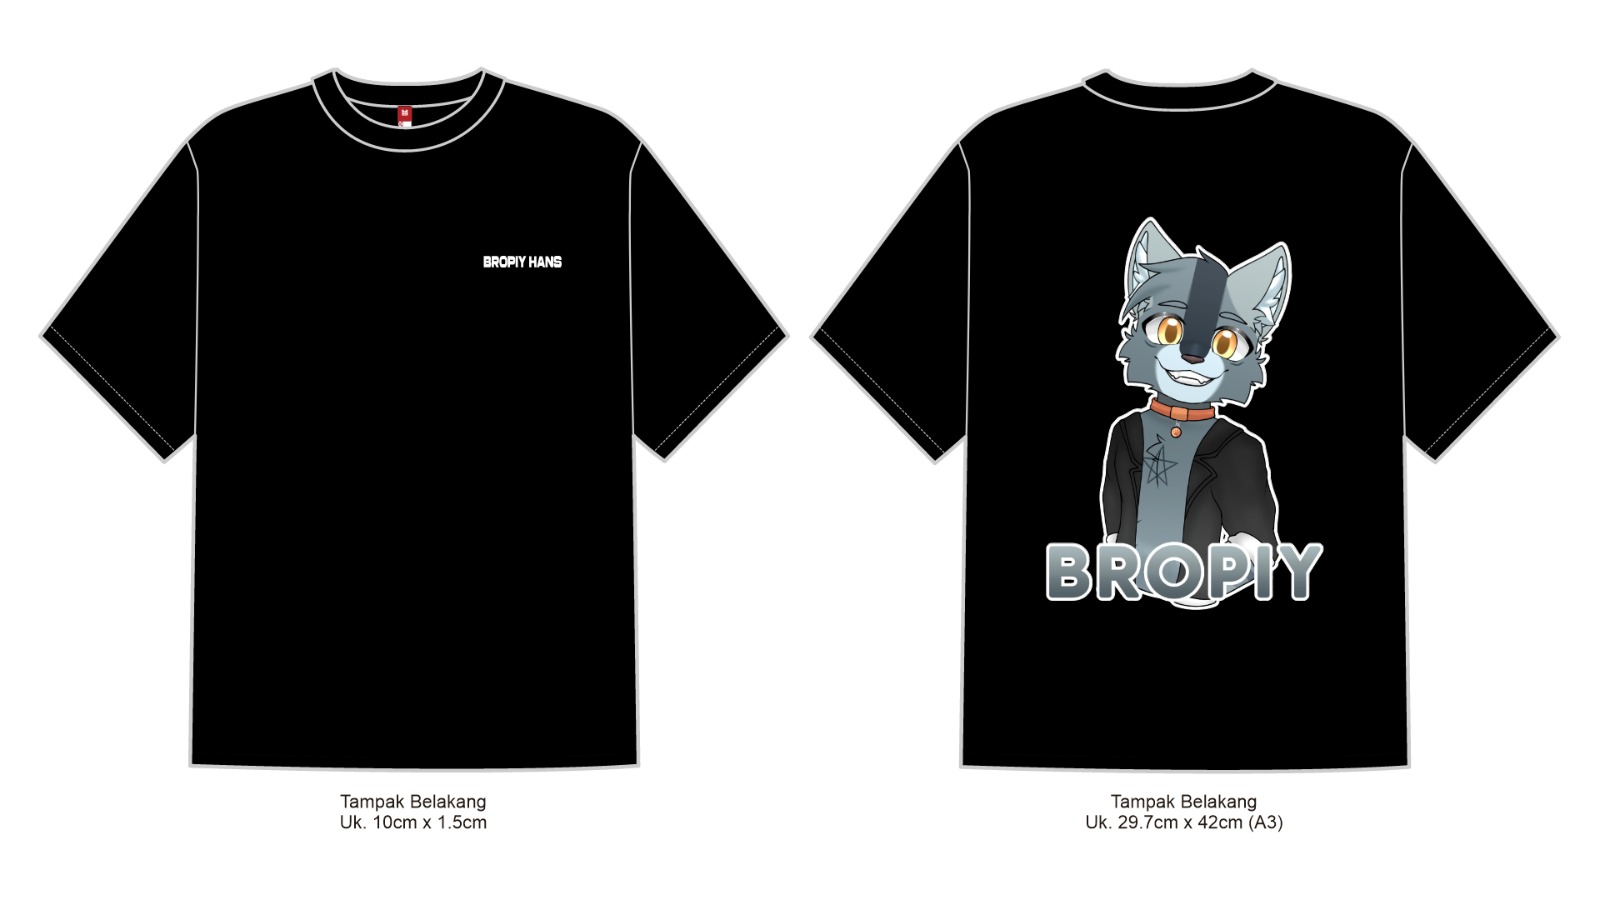 BROPIY HANS
Tampak Belakang
Uk. 10cm x 1.5cm
BROPIY
Tampak Belakang
Uk. 29.7cm x 42cm (A3)